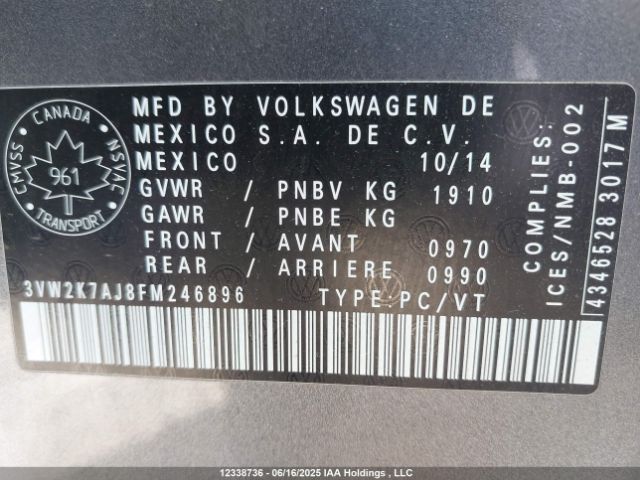 CANADA
CMVSS
NSVAC
961
TRANSPORT
MFD BY VOLKSWAGEN DE
MEXICO S.A. DE C.V.
MEXICO 10/14
GVWR / PNBV KG 1910
GAWR / PNBE KG
FRONT / AVANT 0970
REAR / ARRIERE 0990
3VW2K7AJ8FM246896 TYPE:PC/VT
COMPLIES:
ICES/NMB-002
4346528 3017 M
12338736 - 06/16/2025 IAA Holdings , LLC